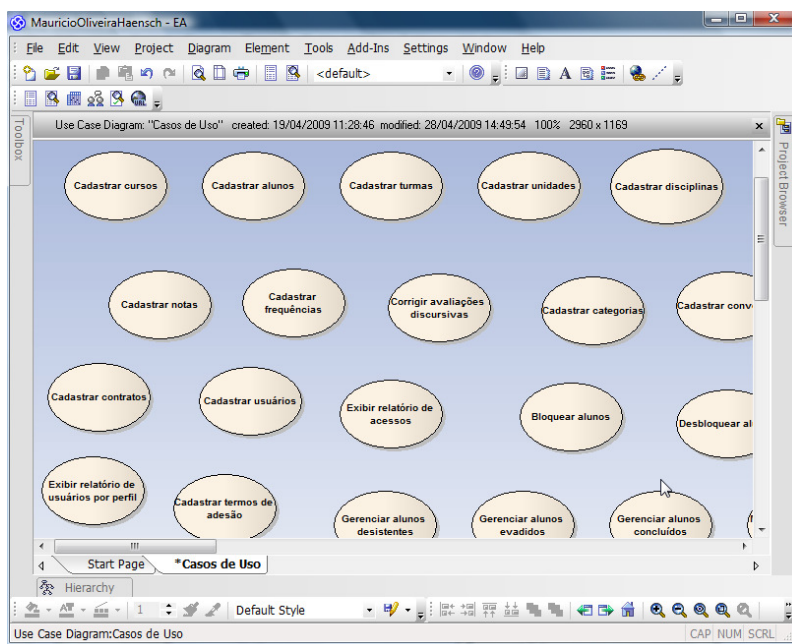 MauricioOliveiraHaensch - EA
File Edit View Project Diagram Element Tools Add-Ins Settings Window Help
<default>
Toolbox
Use Case Diagram: "Casos de Uso" created: 19/04/2009 11:28:46 modified: 28/04/2009 14:49:54 100% 2960 x 1169
Project Browser
Cadastrar cursos
Cadastrar alunos
Cadastrar turmas
Cadastrar unidades
Cadastrar disciplinas
Cadastrar notas
Cadastrar
frequências
Corrigir avaliações
discursivas
Cadastrar categorias
Cadastrar conv
Cadastrar contratos
Cadastrar usuários
Exibir relatório de
acessos
Bloquear alunos
Desbloquear al
Exibir relatório de
usuários por perfil
Cadastrar termos de
adesão
Gerenciar alunos
desistentes
Gerenciar alunos
evadidos
Gerenciar alunos
concluídos
Start Page
*Casos de Uso
Hierarchy
1
Default Style
Use Case Diagram:Casos de Uso
CAP NUM SCRL